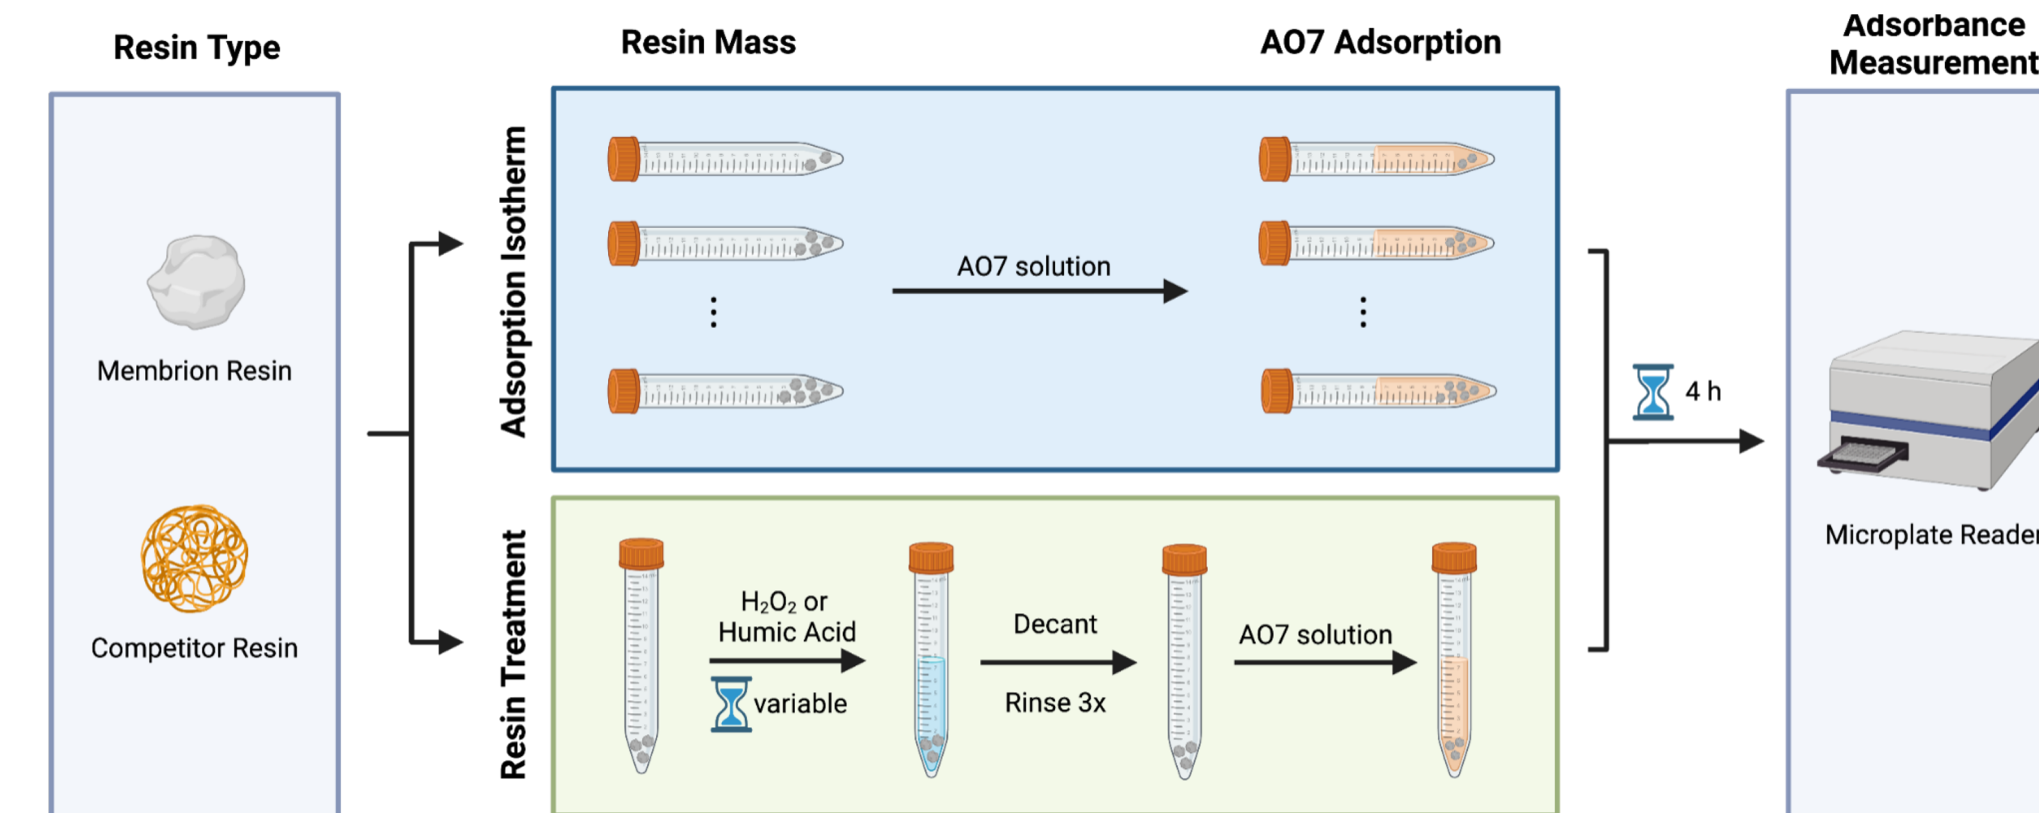 Resin Type
Resin Mass
AO7 Adsorption
Adsorbance
Measurement
Membrion Resin
Competitor Resin
Adsorption Isotherm
AO7 solution
Resin Treatment
H₂O₂ or
Humic Acid
variable
Decant
Rinse 3x
AO7 solution
4 h
Microplate Reader